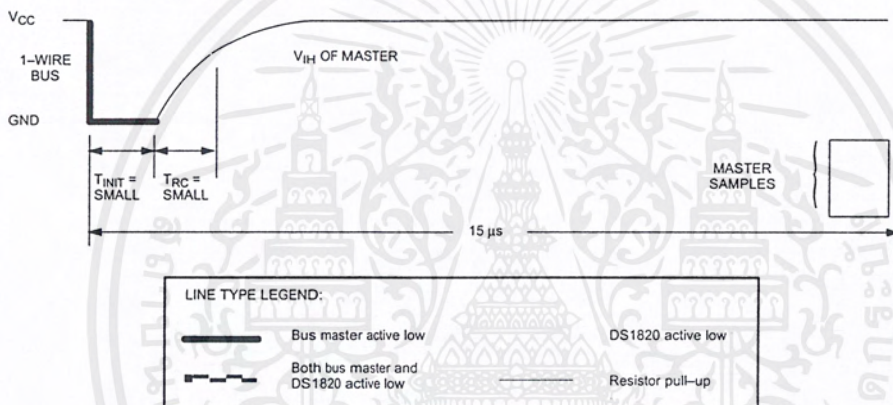 VCC
1–WIRE
BUS
VIH OF MASTER
GND
TINIT =
SMALL
TRC =
SMALL
MASTER
SAMPLES
15 µs
LINE TYPE LEGEND:
Bus master active low
DS1820 active low
Both bus master and
DS1820 active low
Resistor pull–up